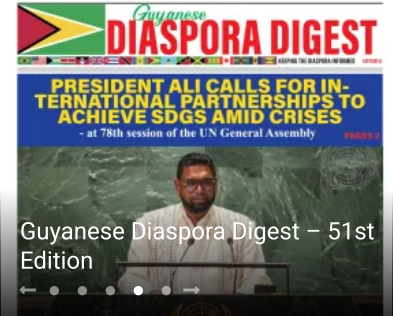 Guyanese
DIASPORA DIGEST
KEEPING THE DIASPORA INFORMED
PRESIDENT ALI CALLS FOR IN-
TERNATIONAL PARTNERSHIPS TO
ACHIEVE SDGS AMID CRISES
- at 78th session of the UN General Assembly
PAGES 2
Guyanese Diaspora Digest – 51st
Edition